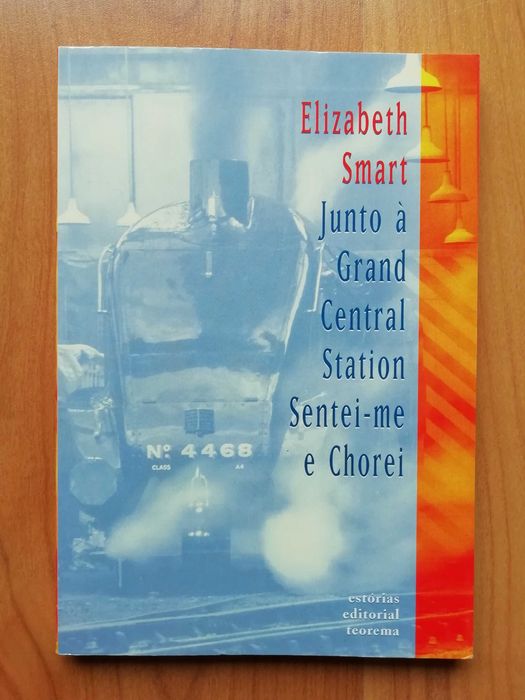 Elizabeth
Smart
Junto à
Grand
Central
Station
Sentei-me
e Chorei
Nº 4468
CLASS A4
estórias
editorial
teorema